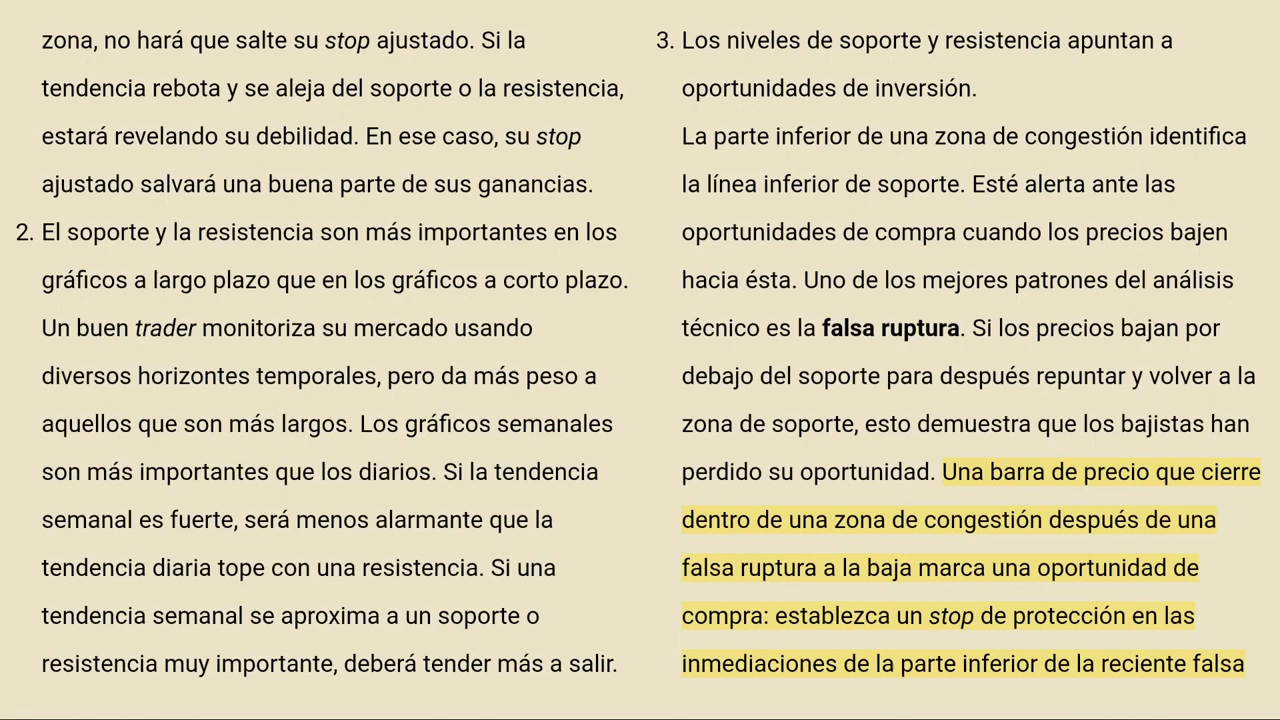 zona, no hará que salte su stop ajustado. Si la
tendencia rebota y se aleja del soporte o la resistencia,
estará revelando su debilidad. En ese caso, su stop
ajustado salvará una buena parte de sus ganancias.
2. El soporte y la resistencia son más importantes en los
gráficos a largo plazo que en los gráficos a corto plazo.
Un buen trader monitoriza su mercado usando
diversos horizontes temporales, pero da más peso a
aquellos que son más largos. Los gráficos semanales
son más importantes que los diarios. Si la tendencia
semanal es fuerte, será menos alarmante que la
tendencia diaria tope con una resistencia. Si una
tendencia semanal se aproxima a un soporte o
resistencia muy importante, deberá tender más a salir.
3. Los niveles de soporte y resistencia apuntan a
oportunidades de inversión.
La parte inferior de una zona de congestión identifica
la línea inferior de soporte. Esté alerta ante las
oportunidades de compra cuando los precios bajen
hacia ésta. Uno de los mejores patrones del análisis
técnico es la falsa ruptura. Si los precios bajan por
debajo del soporte para después repuntar y volver a la
zona de soporte, esto demuestra que los bajistas han
perdido su oportunidad. Una barra de precio que cierre
dentro de una zona de congestión después de una
falsa ruptura a la baja marca una oportunidad de
compra: establezca un stop de protección en las
inmediaciones de la parte inferior de la reciente falsa